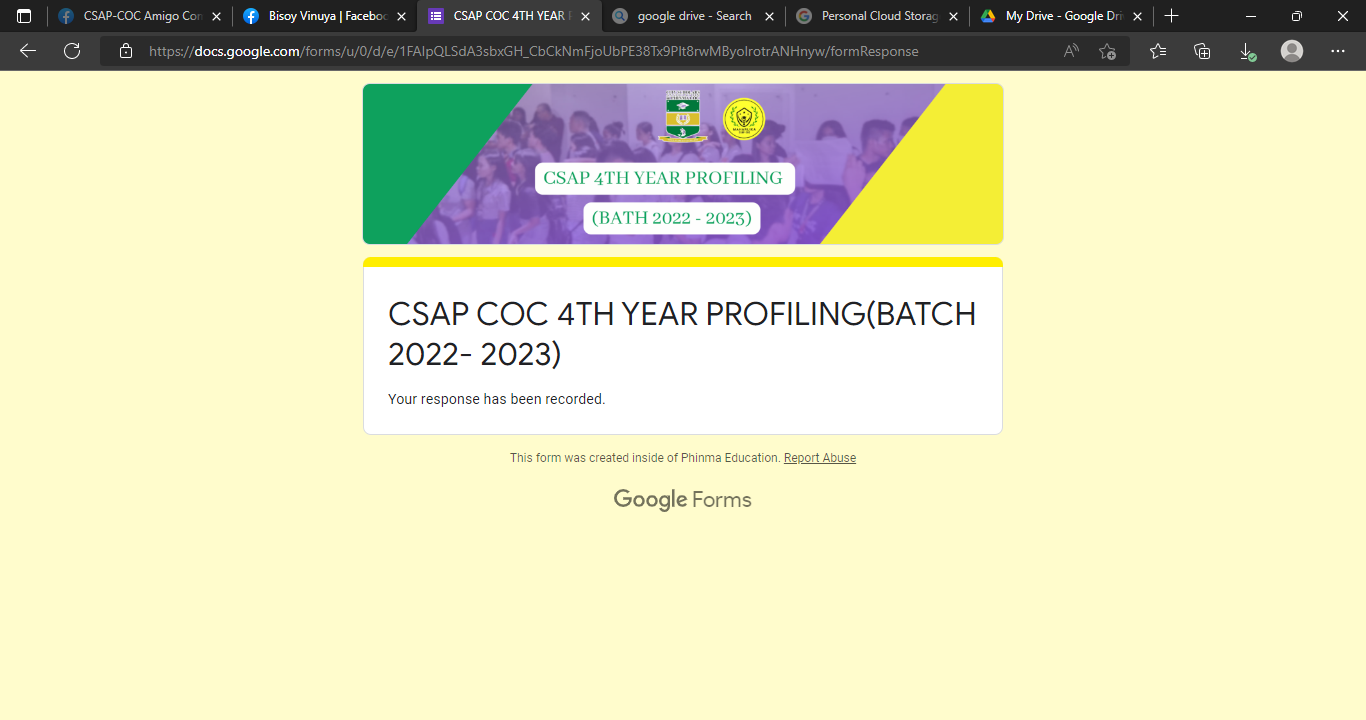 CSAP-COC Amigo Con
Bisoy Vinuya | Faceboo
CSAP COC 4TH YEAR P
google drive - Search
Personal Cloud Storag
My Drive - Google Dri
https://docs.google.com/forms/u/0/d/e/1FAIpQLSdA3sbxGH_CbCkNmFjoUbPE38Tx9Plt8rwMByolrotrANHnyw/formResponse
CSAP 4TH YEAR PROFILING
(BATH 2022 - 2023)
CSAP COC 4TH YEAR PROFILING(BATCH
2022- 2023)
Your response has been recorded.
This form was created inside of Phinma Education. Report Abuse
Google Forms